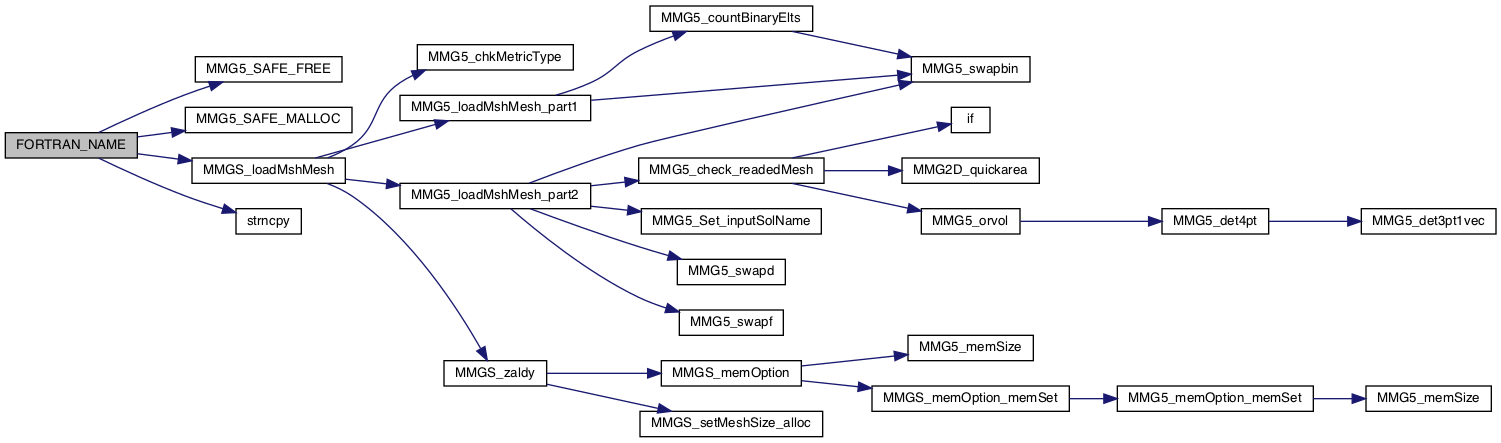 MMG5_countBinaryElts
MMG5_chkMetricType
MMG5_SAFE_FREE
MMG5_swapbin
MMG5_loadMshMesh_part1
MMG5_SAFE_MALLOC
if
FORTRAN_NAME
MMGS_loadMshMesh
MMG5_check_readedMesh
MMG2D_quickarea
MMG5_loadMshMesh_part2
strncpy
MMG5_Set_inputSolName
MMG5_orvol
MMG5_det4pt
MMG5_det3pt1vec
MMG5_swapd
MMG5_swapf
MMG5_memSize
MMGS_zaldy
MMGS_memOption
MMGS_memOption_memSet
MMG5_memOption_memSet
MMG5_memSize
MMGS_setMeshSize_alloc